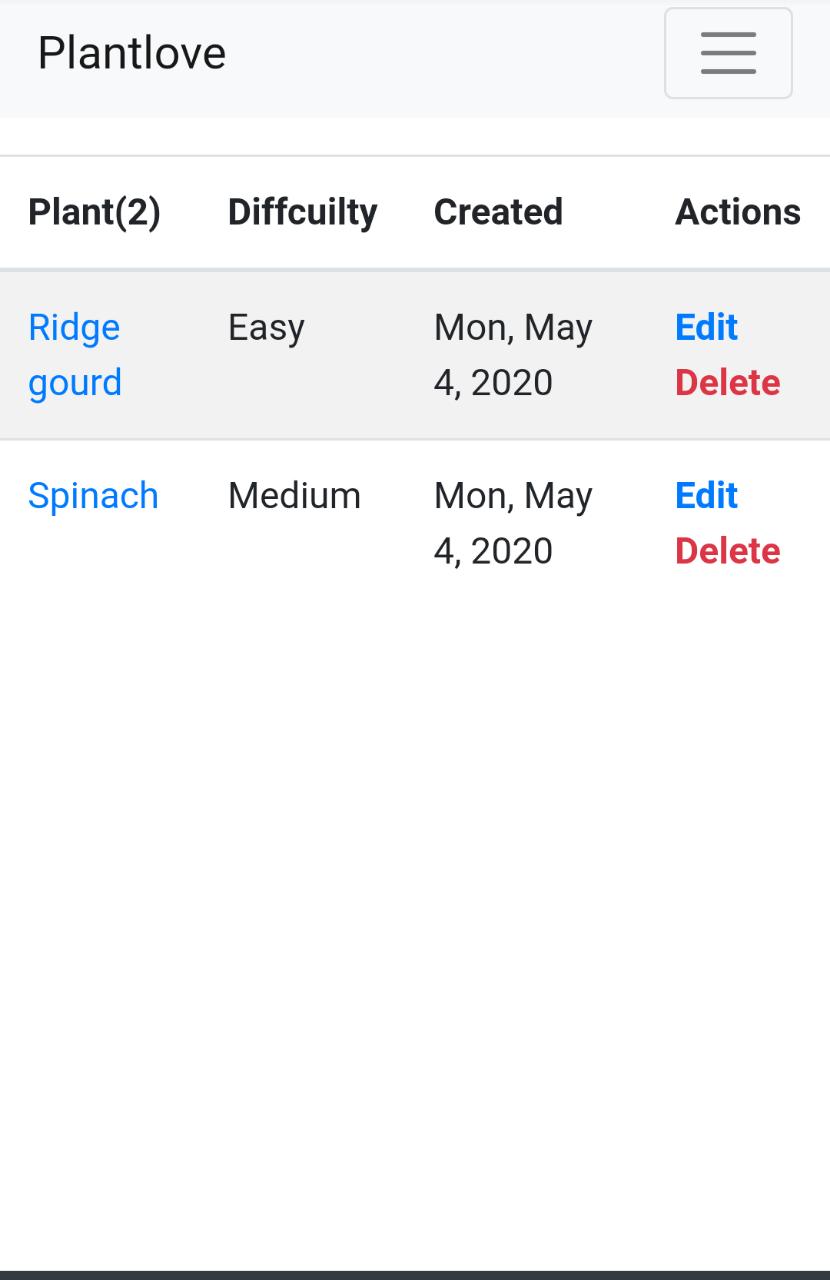 Plantlove
Plant(2) Diffcuilty Created Actions
Ridge Easy Mon, May Edit
gourd 4, 2020 Delete
Spinach Medium Mon, May Edit
4, 2020 Delete